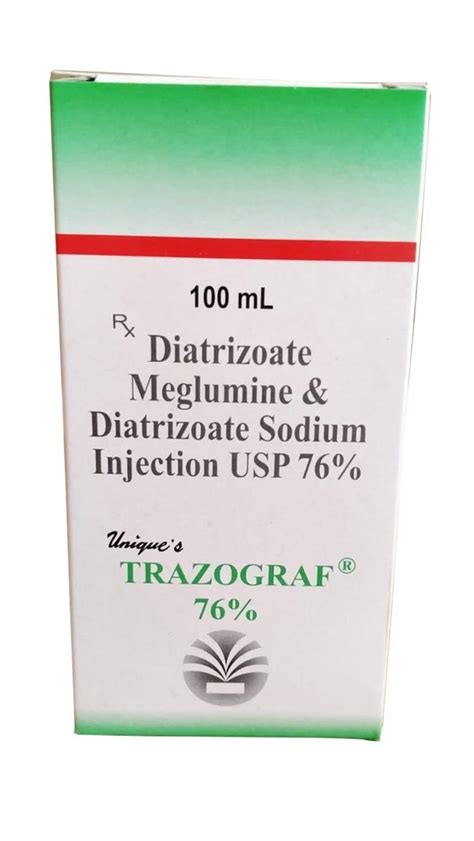 100 mL
Rx
Diatrizoate
Meglumine &
Diatrizoate Sodium
Injection USP 76%
Unique's
TRAZOGRAF®
76%